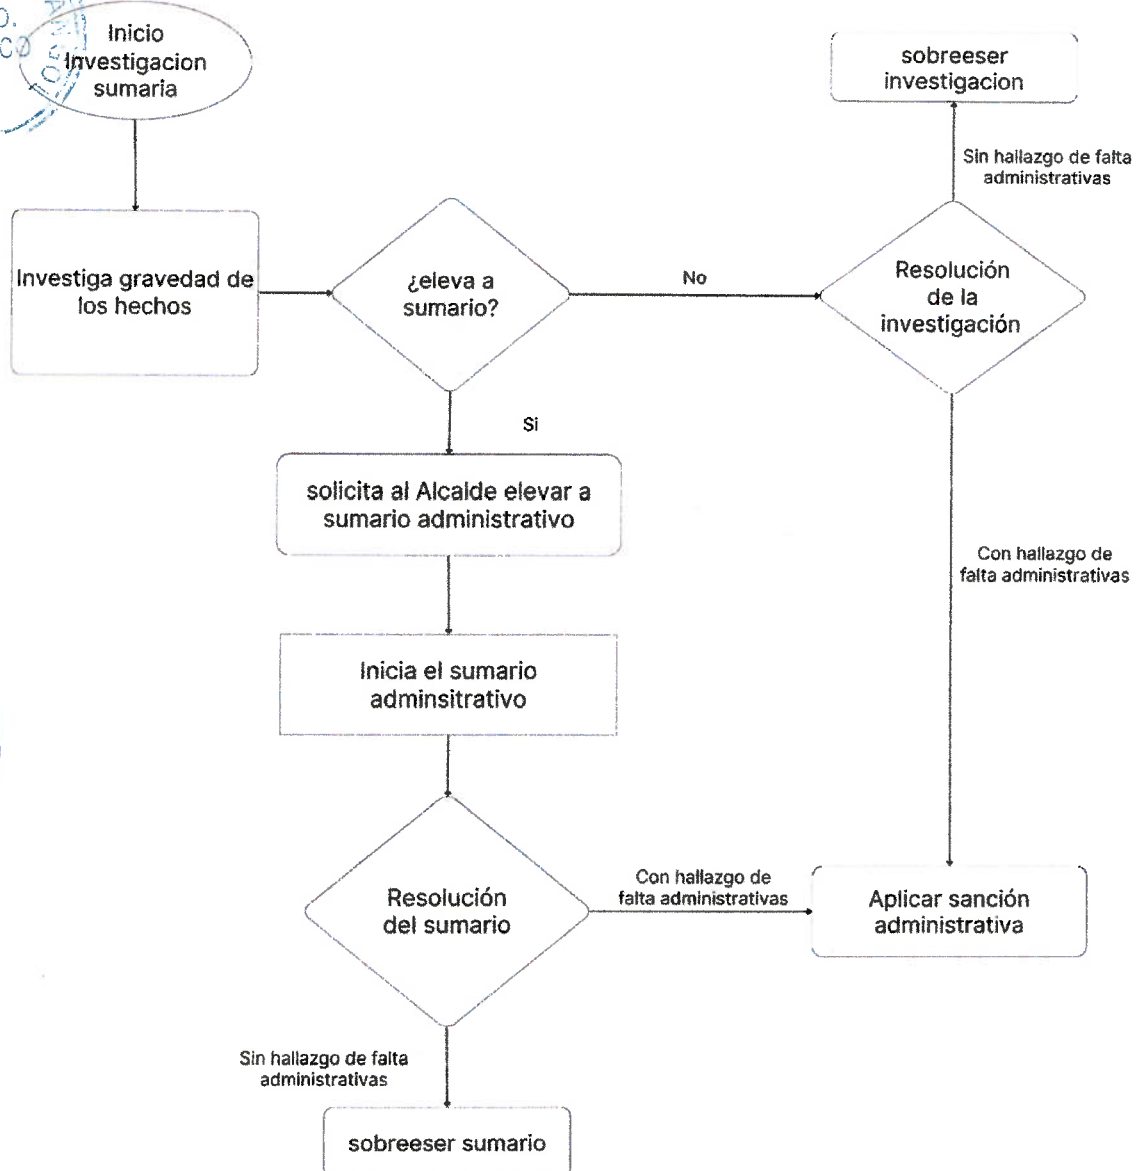 Inicio
Investigacion
sumaria
sobreeser
investigacion
Sin hallazgo de falta
administrativas
Investiga gravedad de
los hechos
¿eleva a
sumario?
No
Resolución
de la
investigación
Si
solicita al Alcalde elevar a
sumario administrativo
Con hallazgo de
falta administrativas
Inicia el sumario
adminsitrativo
Resolución
del sumario
Con hallazgo de
falta administrativas
Aplicar sanción
administrativa
Sin hallazgo de falta
administrativas
sobreeser sumario